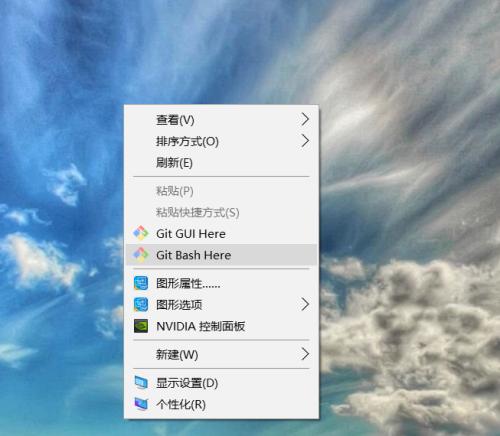 查看(V)
排序方式(O)
刷新(E)
粘贴(P)
粘贴快捷方式(S)
Git GUI Here
Git Bash Here
图形属性......
图形选项
NVIDIA 控制面板
新建(W)
显示设置(D)
个性化(R)